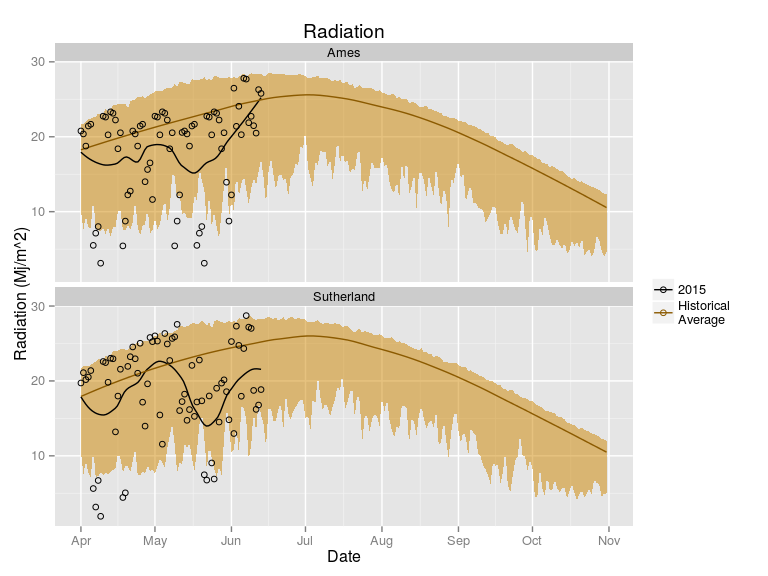 Radiation
Ames
30
20
10
Sutherland
30
20
10
Radiation (Mj/m^2)
Apr May Jun Jul Aug Sep Oct Nov
Date
2015
Historical
Average